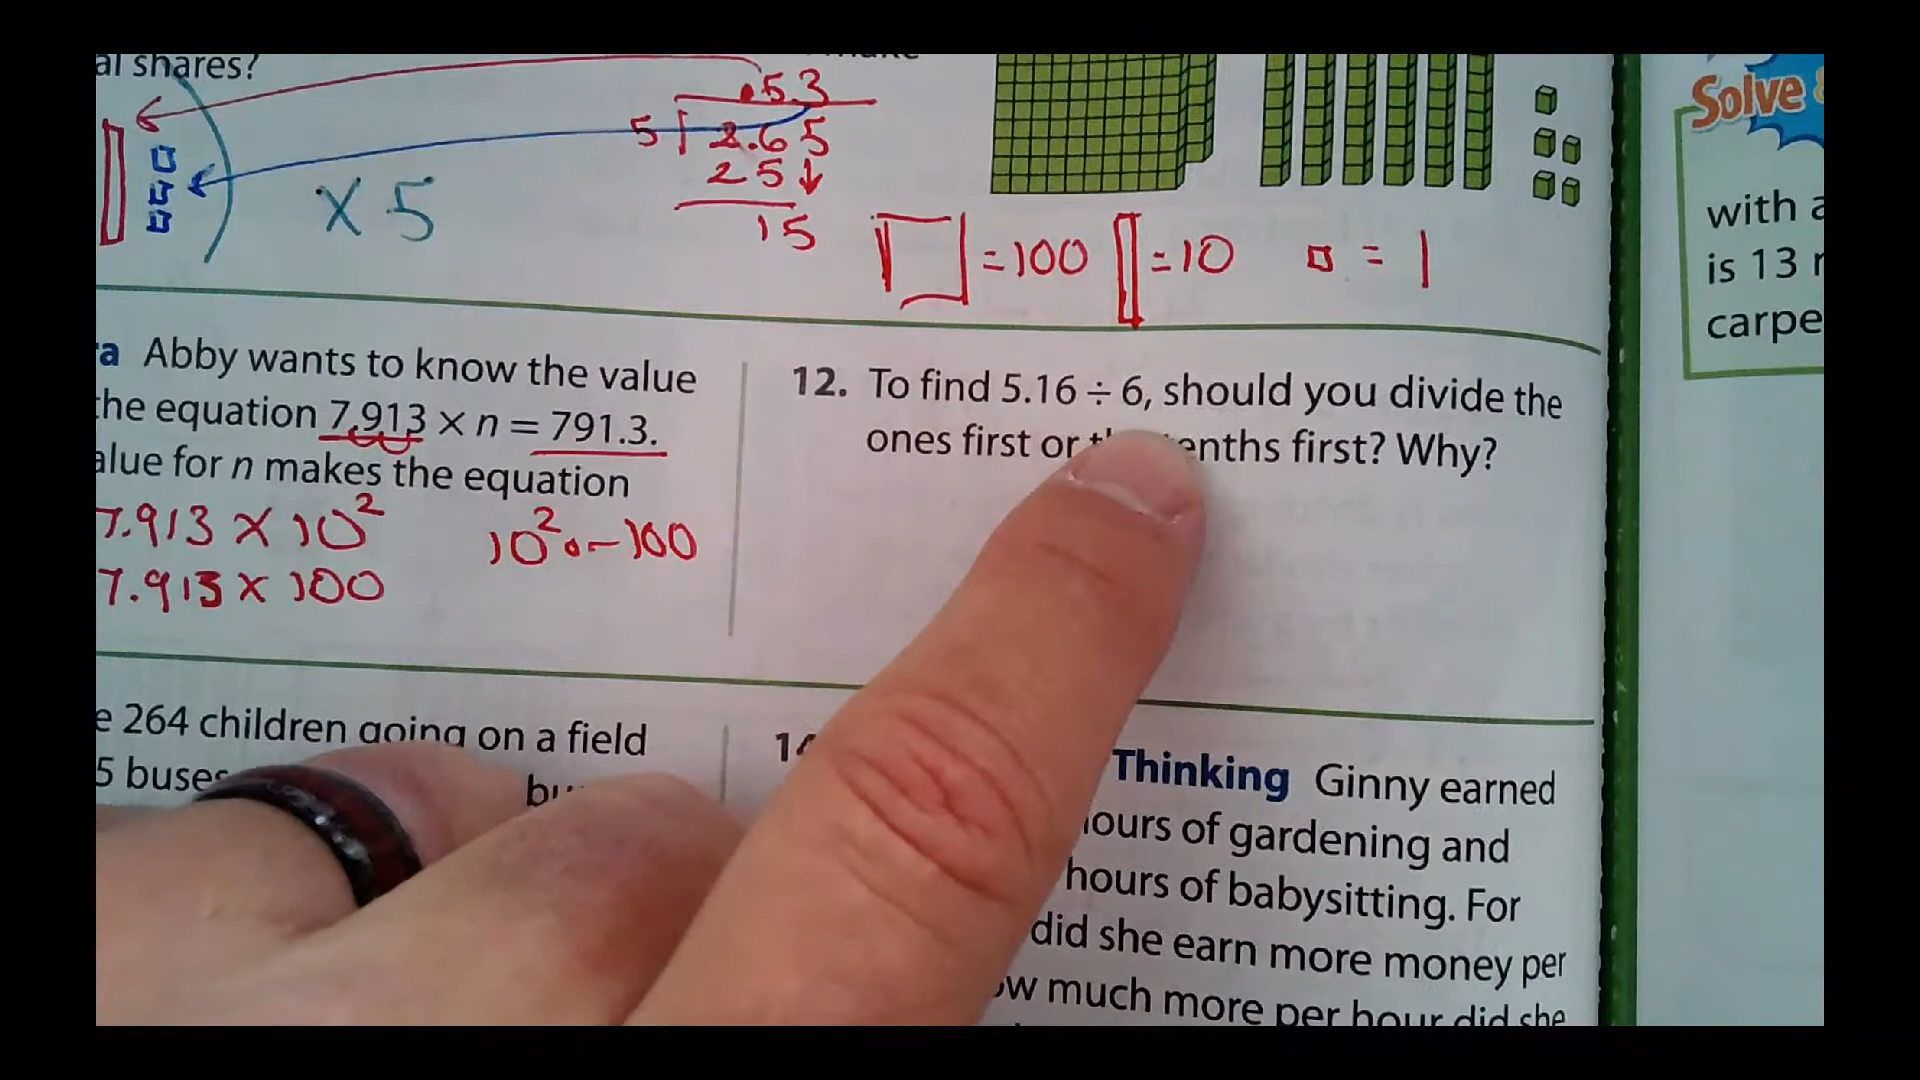 al shares?
.53
5 2.65
25
15
× 5
= 100 = 10 = 1
Solve
with a
is 13
carpe
a Abby wants to know the value
the equation 7.913 × n = 791.3.
alue for n makes the equation
7.913 × 10²
10² = 100
7.913 × 100
12. To find 5.16 ÷ 6, should you divide the
ones first or enths first? Why?
e 264 children going on a field
5 buses
Thinking Ginny earned
ours of gardening and
hours of babysitting. For
did she earn more money per
ow much more per hour did she